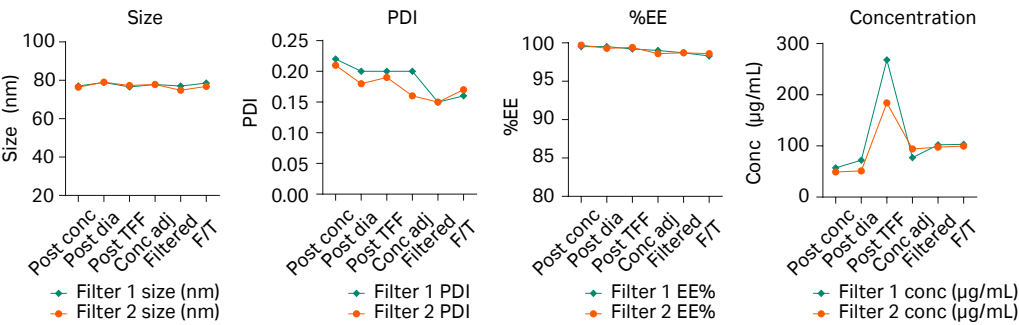 Size
PDI
%EE
Concentration
Size (nm)
100
80
60
40
20
Post conc
Post dia
Post TFF
Conc adj
Filtered
F/T
Filter 1 size (nm)
Filter 2 size (nm)
PDI
0.25
0.20
0.15
0.10
0.05
0.00
Post conc
Post dia
Post TFF
Conc adj
Filtered
F/T
Filter 1 PDI
Filter 2 PDI
%EE
100
95
90
85
80
Post conc
Post dia
Post TFF
Conc adj
Filtered
F/T
Filter 1 EE%
Filter 2 EE%
Conc (µg/mL)
300
200
100
0
Post conc
Post dia
Post TFF
Conc adj
Filtered
F/T
Filter 1 conc (µg/mL)
Filter 2 conc (µg/mL)